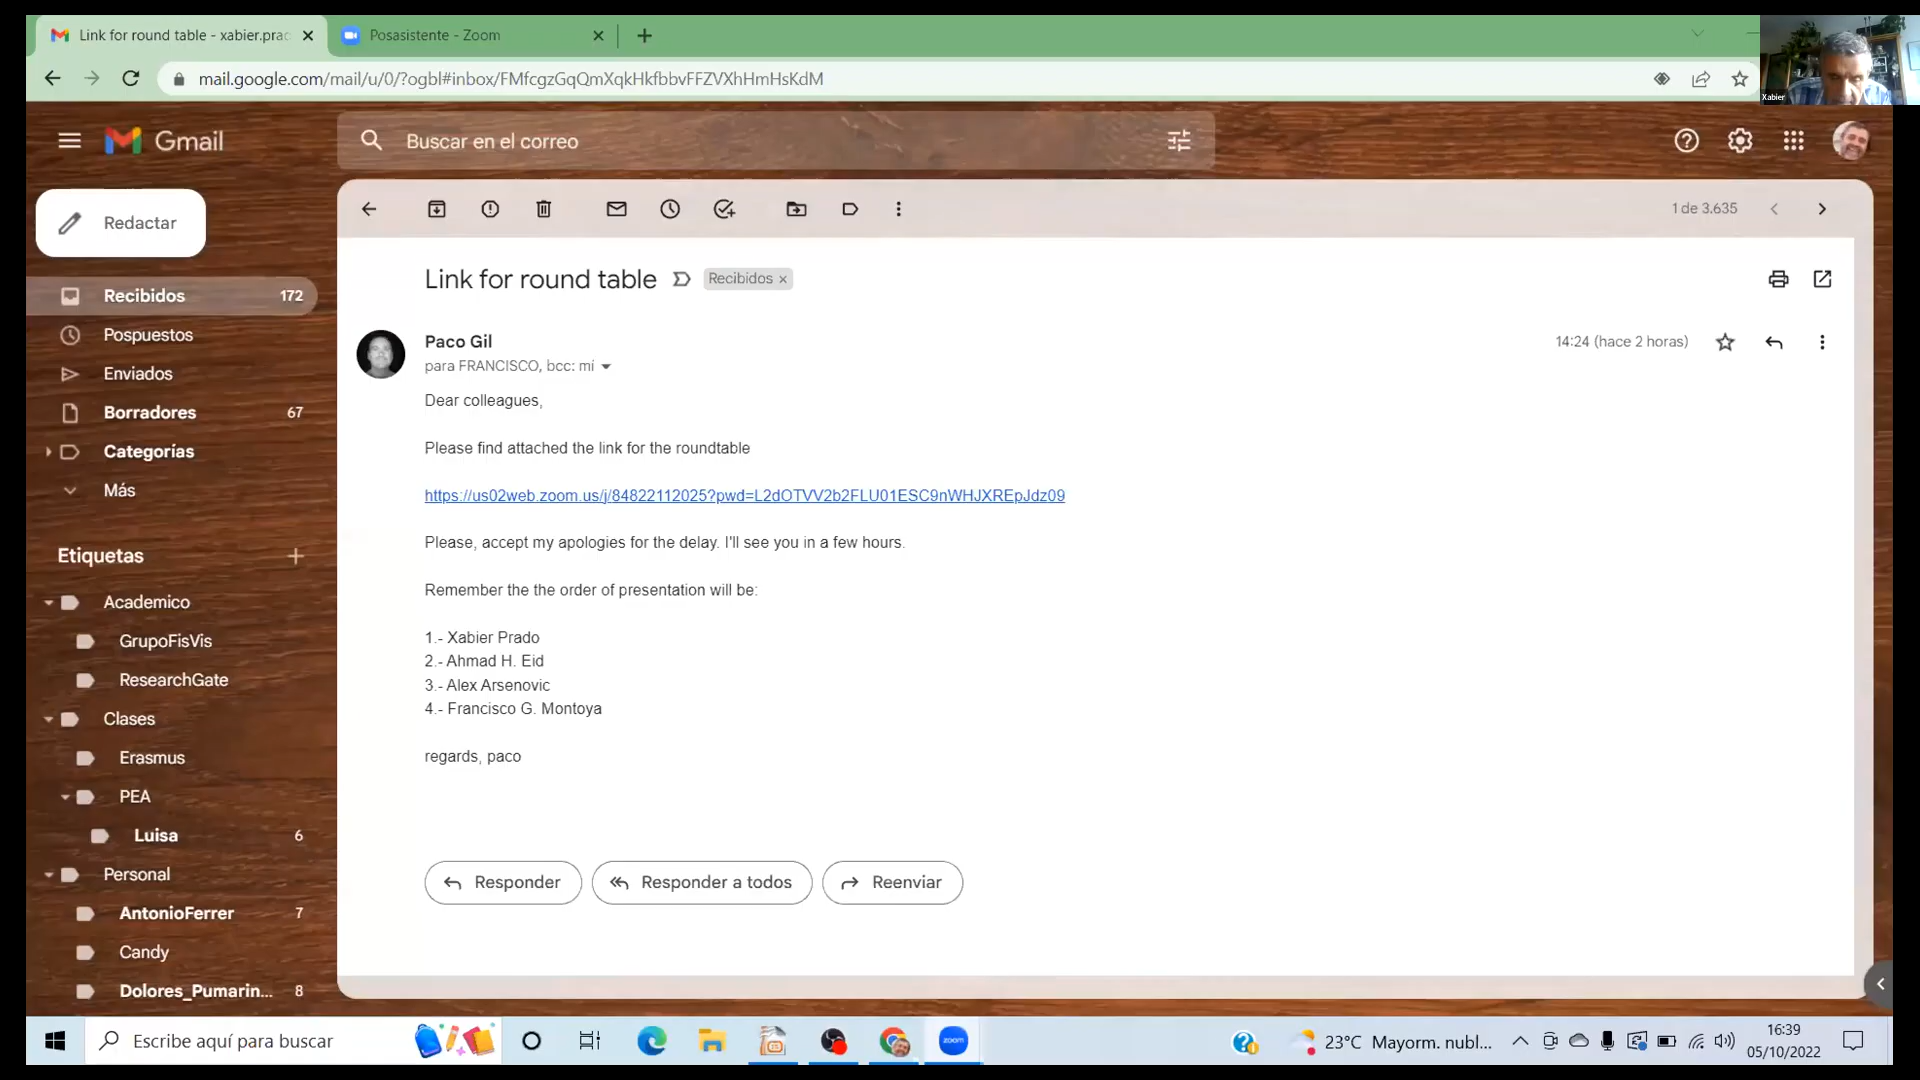 Link for round table - xabier.prac
Posasistente - Zoom
mail.google.com/mail/u/0/?ogbl#inbox/FMfcgzGqQmXqkHkfbbvFFZVXhHmHsKdM
Xabier
Gmail
Buscar en el correo
Redactar
1 de 3.635
Recibidos 172
Pospuestos
Enviados
Borradores 67
Categorías
Más
Etiquetas
Academico
GrupoFisVis
ResearchGate
Clases
Erasmus
PEA
Luisa 6
Personal
AntonioFerrer 7
Candy
Dolores_Pumarin... 8
Link for round table Recibidos
Paco Gil 14:24 (hace 2 horas)
para FRANCISCO, bcc: mí
Dear colleagues,
Please find attached the link for the roundtable
https://us02web.zoom.us/j/84822112025?pwd=L2dOTVV2b2FLU01ESC9nWHJXREpJdz09
Please, accept my apologies for the delay. I'll see you in a few hours.
Remember the the order of presentation will be:
1.- Xabier Prado
2.- Ahmad H. Eid
3.- Alex Arsenovic
4.- Francisco G. Montoya
regards, paco
Responder Responder a todos Reenviar
Escribe aquí para buscar
zoom
23°C Mayorm. nubl...
16:39
05/10/2022